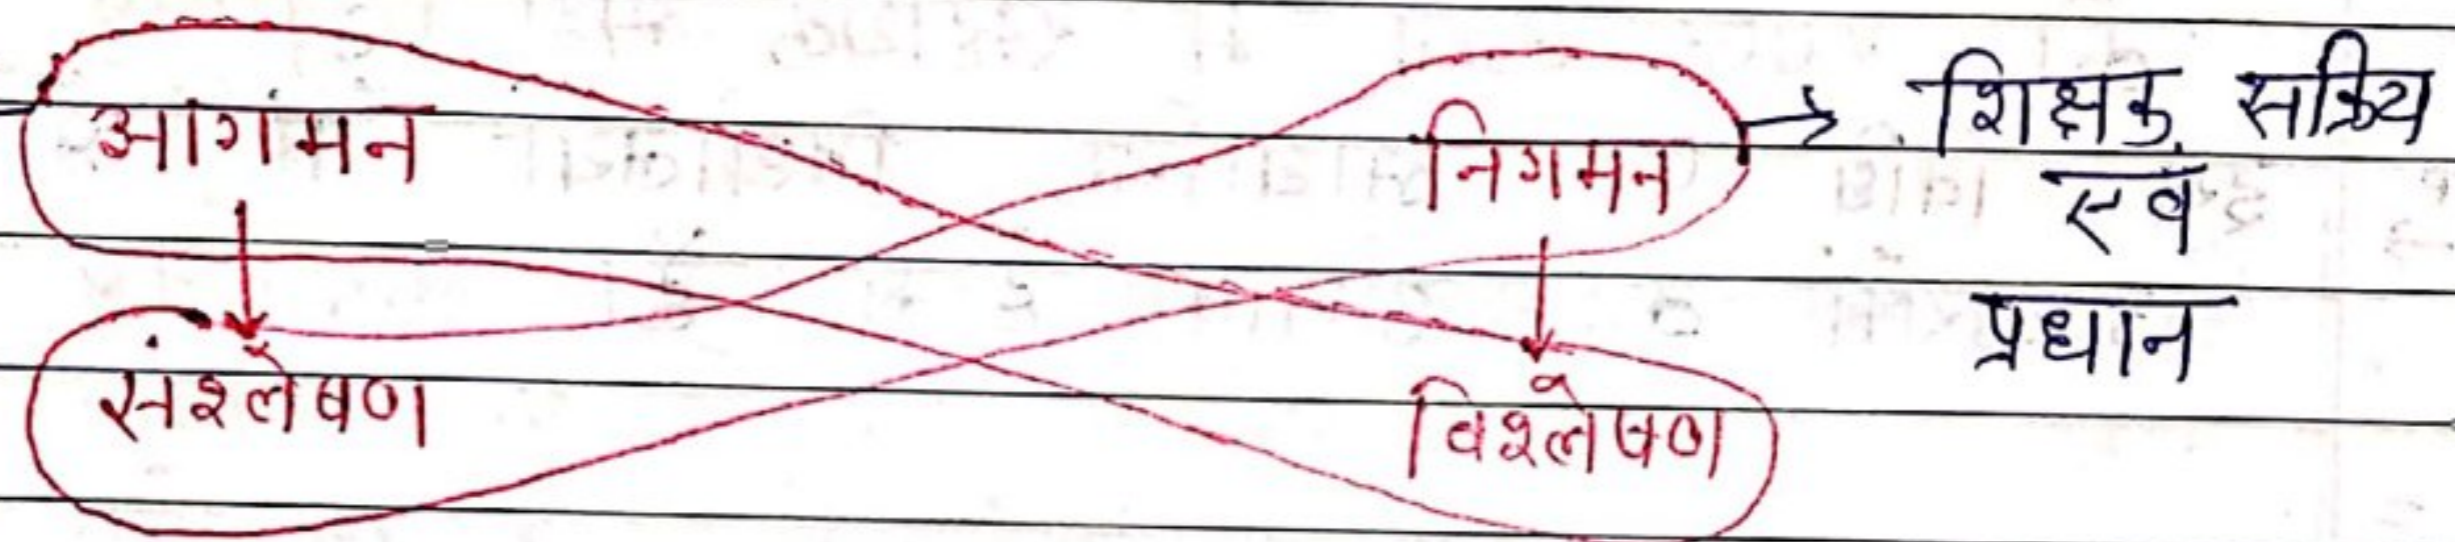 आगमन निगमन → शिक्षक सक्रिय
एवं
प्रधान
संश्लेषण विश्लेषण